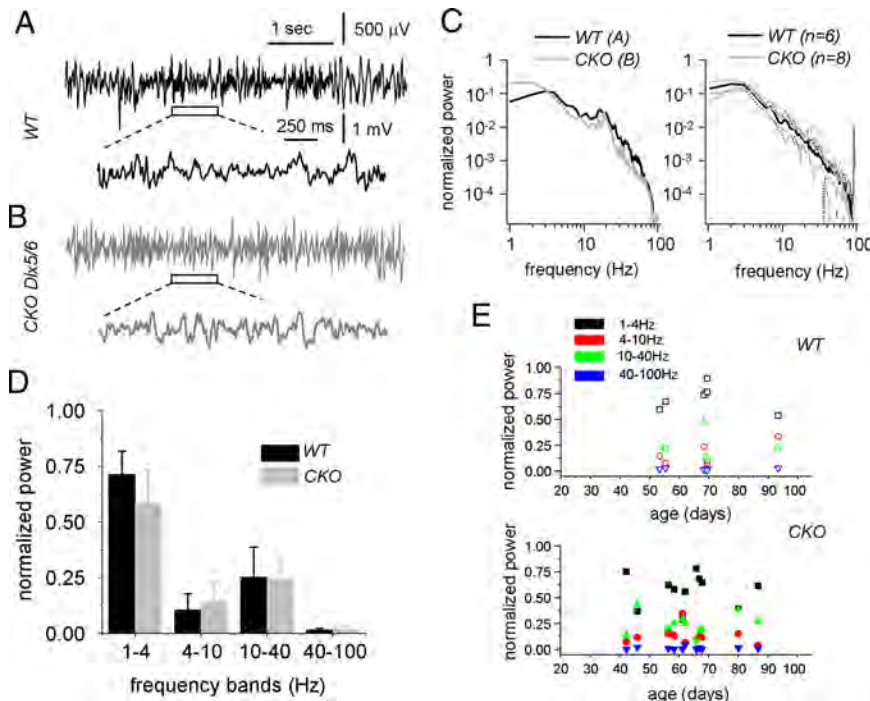 A
1 sec
500 µV
WT
250 ms
1 mV
B
CKO Dlx5/6
C
WT (A)
CKO (B)
WT (n=6)
CKO (n=8)
normalized power
1
10⁻¹
10⁻²
10⁻³
10⁻⁴
1
10⁻¹
10⁻²
10⁻³
10⁻⁴
1 10 100
1 10 100
frequency (Hz)
frequency (Hz)
D
normalized power
1.00
0.75
0.50
0.25
0.00
WT
CKO
1-4 4-10 10-40 40-100
frequency bands (Hz)
E
1-4Hz
4-10Hz
10-40Hz
40-100Hz
WT
normalized power
1.00
0.75
0.50
0.25
0.00
20 30 40 50 60 70 80 90 100
age (days)
CKO
normalized power
1.00
0.75
0.50
0.25
0.00
20 30 40 50 60 70 80 90 100
age (days)